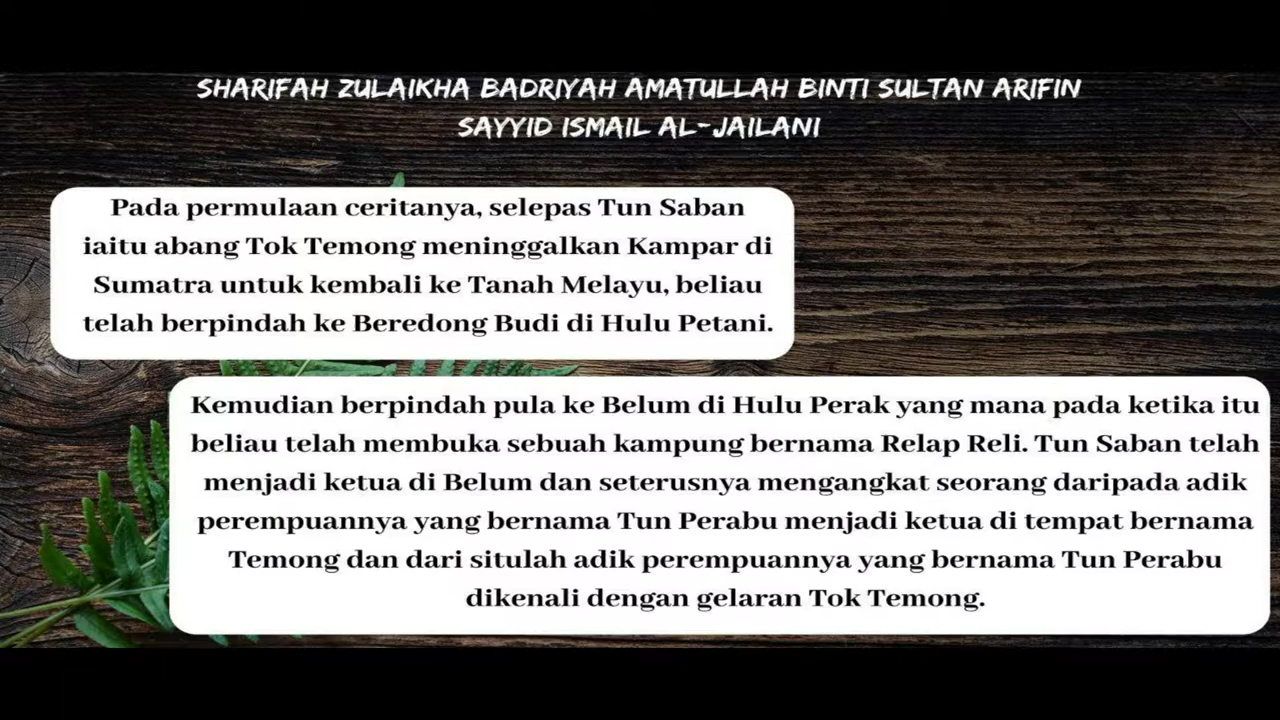 SHARIFAH ZULAIKHA BADRIYAH AMATULLAH BINTI SULTAN ARIFIN
SAYYID ISMAIL AL-JAILANI
Pada permulaan ceritanya, selepas Tun Saban
iaitu abang Tok Temong meninggalkan Kampar di
Sumatra untuk kembali ke Tanah Melayu, beliau
telah berpindah ke Beredong Budi di Hulu Petani.
Kemudian berpindah pula ke Belum di Hulu Perak yang mana pada ketika itu
beliau telah membuka sebuah kampung bernama Relap Reli. Tun Saban telah
menjadi ketua di Belum dan seterusnya mengangkat seorang daripada adik
perempuannya yang bernama Tun Perabu menjadi ketua di tempat bernama
Temong dan dari situlah adik perempuannya yang bernama Tun Perabu
dikenali dengan gelaran Tok Temong.